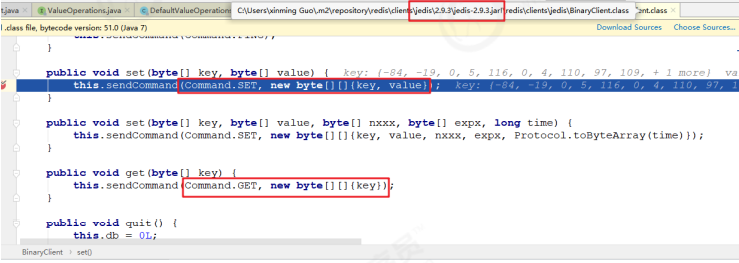 t.java × ValueOperations.java × DefaultValueOperation C:\Users\xinming Guo\.m2\repository\redis\clients\jedis\2.9.3\jedis-2.9.3.jar!\redis\clients\jedis\BinaryClient.class nt.class ×
.class file, bytecode version: 51.0 (Java 7) Download Sources Choose Sources...
this.sendCommand(Command.PING);
}
public void set(byte[] key, byte[] value) { key: {-84, -19, 0, 5, 116, 0, 4, 110, 97, 109, + 1 more} va
this.sendCommand(Command.SET, new byte[][]{key, value}); key: {-84, -19, 0, 5, 116, 0, 4, 110, 97, 1
}
public void set(byte[] key, byte[] value, byte[] nxxx, byte[] expx, long time) {
this.sendCommand(Command.SET, new byte[][]{key, value, nxxx, expx, Protocol.toByteArray(time)});
}
public void get(byte[] key) {
this.sendCommand(Command.GET, new byte[][]{key});
}
public void quit() {
this.db = 0L;
BinaryClient › set()